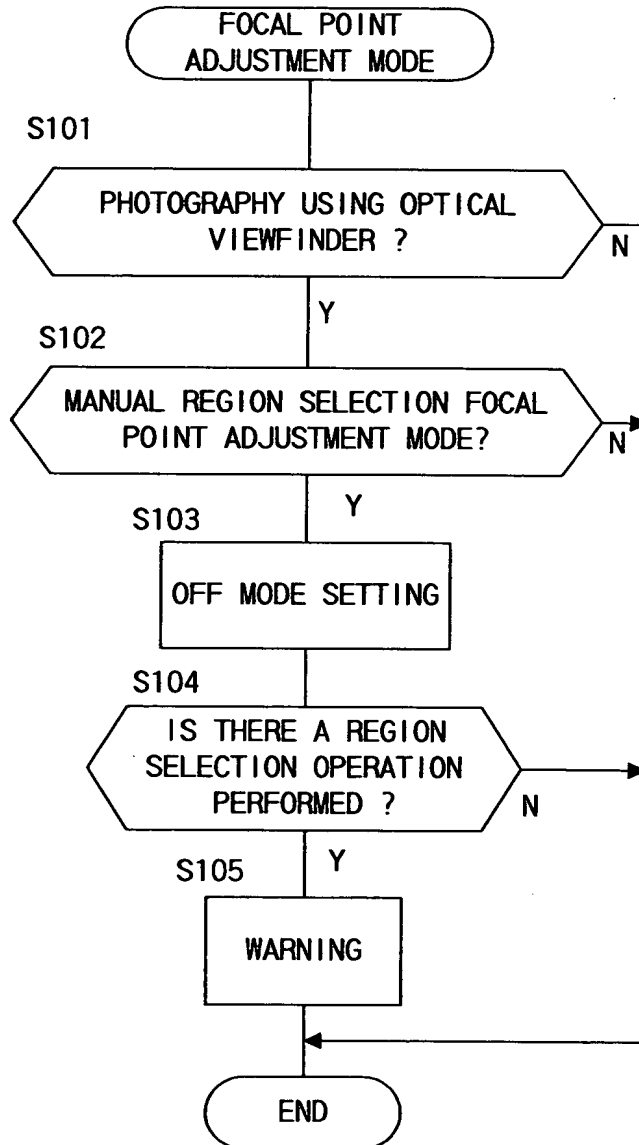 FOCAL POINT
ADJUSTMENT MODE
S101
PHOTOGRAPHY USING OPTICAL
VIEWFINDER ?
N
Y
S102
MANUAL REGION SELECTION FOCAL
POINT ADJUSTMENT MODE?
N
Y
S103
OFF MODE SETTING
S104
IS THERE A REGION
SELECTION OPERATION
PERFORMED ?
N
Y
S105
WARNING
END